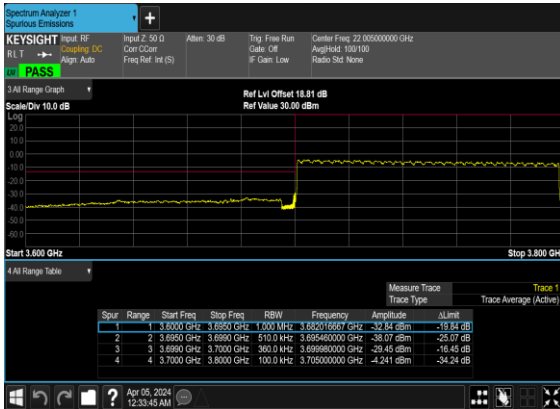 Spectrum Analyzer 1
Spurious Emissions
+
KEYSIGHT Input: RF Input Z: 50 Ω Atten: 30 dB Trig: Free Run Center Freq: 22.005000000 GHz
RLT Coupling: DC Corr CCorr Gate: Off Avg|Hold: 100/100
Align: Auto Freq Ref: Int (S) IF Gain: Low Radio Std: None
PASS
3 All Range Graph
Ref Lvl Offset 18.81 dB
Scale/Div 10.0 dB Ref Value 30.00 dBm
Log
20.0
10.0
0.00
-10.0
-20.0
-30.0
-40.0
-50.0
-60.0
Start 3.600 GHz Stop 3.800 GH
4 All Range Table
Measure Trace Trace 1
Trace Type Trace Average (Active)
Spur Range Start Freq Stop Freq RBW Frequency Amplitude ΔLimit
1 1 3.6000 GHz 3.6950 GHz 1.000 MHz 3.682016667 GHz -32.84 dBm -19.84 dB
2 2 3.6950 GHz 3.6990 GHz 510.0 kHz 3.695460000 GHz -38.07 dBm -25.07 dB
3 3 3.6990 GHz 3.7000 GHz 360.0 kHz 3.699980000 GHz -29.45 dBm -16.45 dB
4 4 3.7000 GHz 3.8000 GHz 100.0 kHz 3.705000000 GHz -4.241 dBm -34.24 dB
? Apr 05, 2024
12:33:45 AM